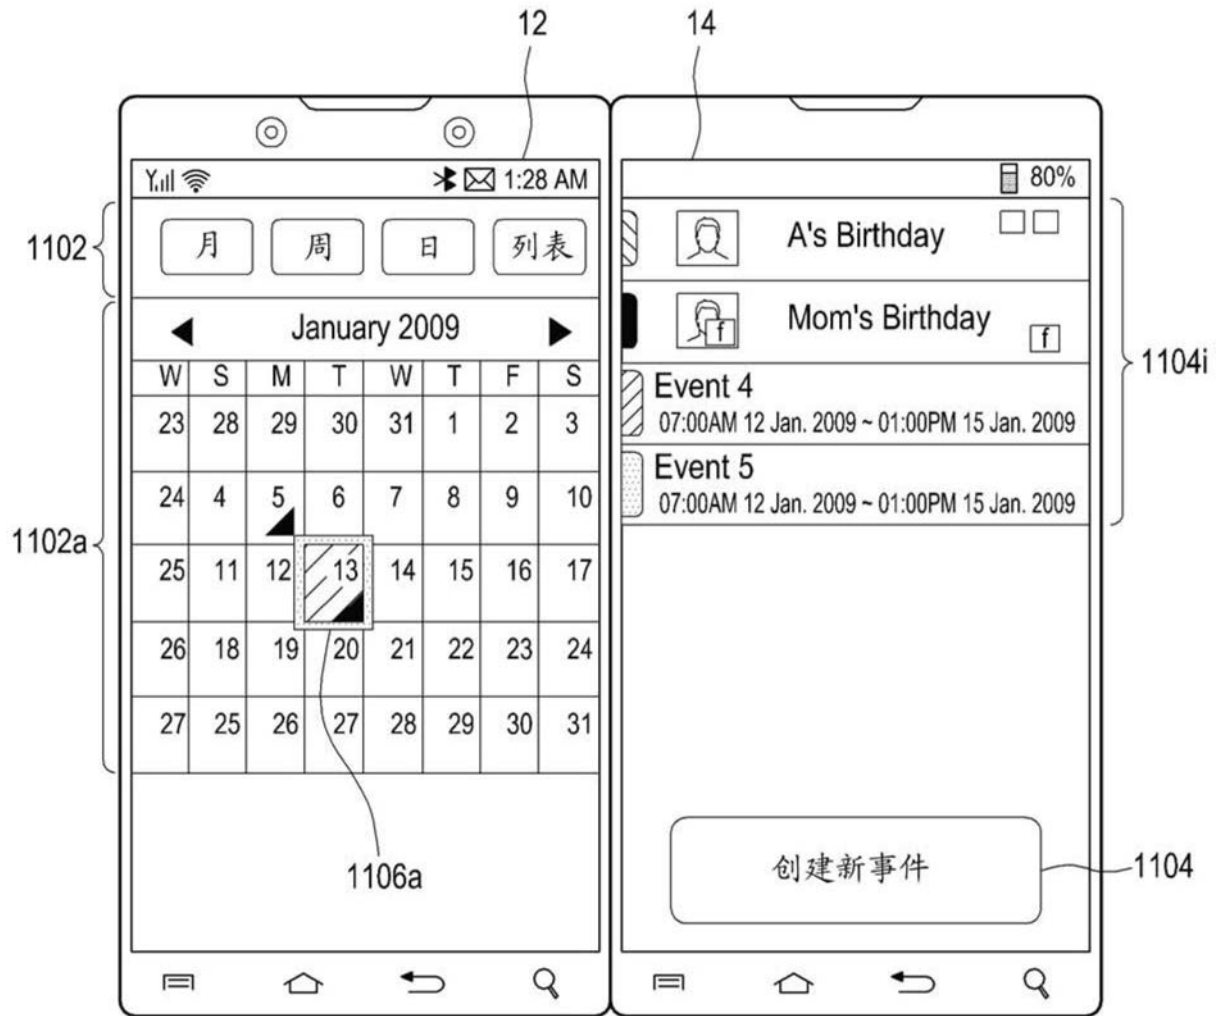 12 14
1:28 AM 80%
1102 月 周 日 列表
A's Birthday
January 2009
Mom's Birthday
f f
1104i
W S M T W T F S
23 28 29 30 31 1 2 3
24 4 5 6 7 8 9 10
25 11 12 13 14 15 16 17
26 18 19 20 21 22 23 24
27 25 26 27 28 29 30 31
1102a
Event 4
07:00AM 12 Jan. 2009 ~ 01:00PM 15 Jan. 2009
Event 5
07:00AM 12 Jan. 2009 ~ 01:00PM 15 Jan. 2009
1106a
创建新事件
1104